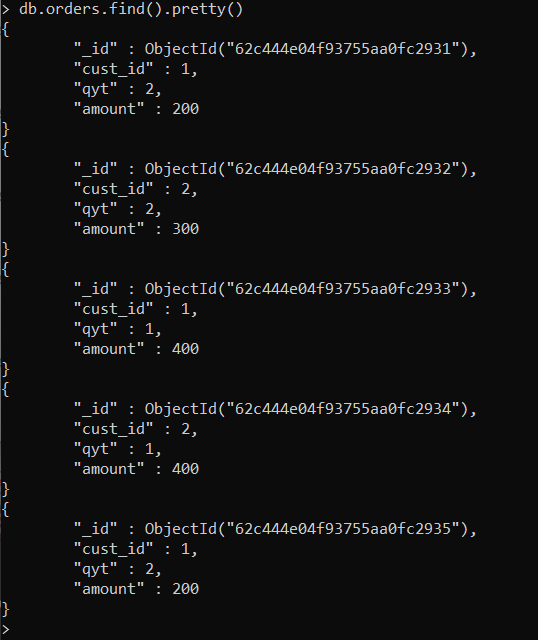 > db.orders.find().pretty()
{
        "_id" : ObjectId("62c444e04f93755aa0fc2931"),
        "cust_id" : 1,
        "qyt" : 2,
        "amount" : 200
}
{
        "_id" : ObjectId("62c444e04f93755aa0fc2932"),
        "cust_id" : 2,
        "qyt" : 2,
        "amount" : 300
}
{
        "_id" : ObjectId("62c444e04f93755aa0fc2933"),
        "cust_id" : 1,
        "qyt" : 1,
        "amount" : 400
}
{
        "_id" : ObjectId("62c444e04f93755aa0fc2934"),
        "cust_id" : 2,
        "qyt" : 1,
        "amount" : 400
}
{
        "_id" : ObjectId("62c444e04f93755aa0fc2935"),
        "cust_id" : 1,
        "qyt" : 2,
        "amount" : 200
}
>